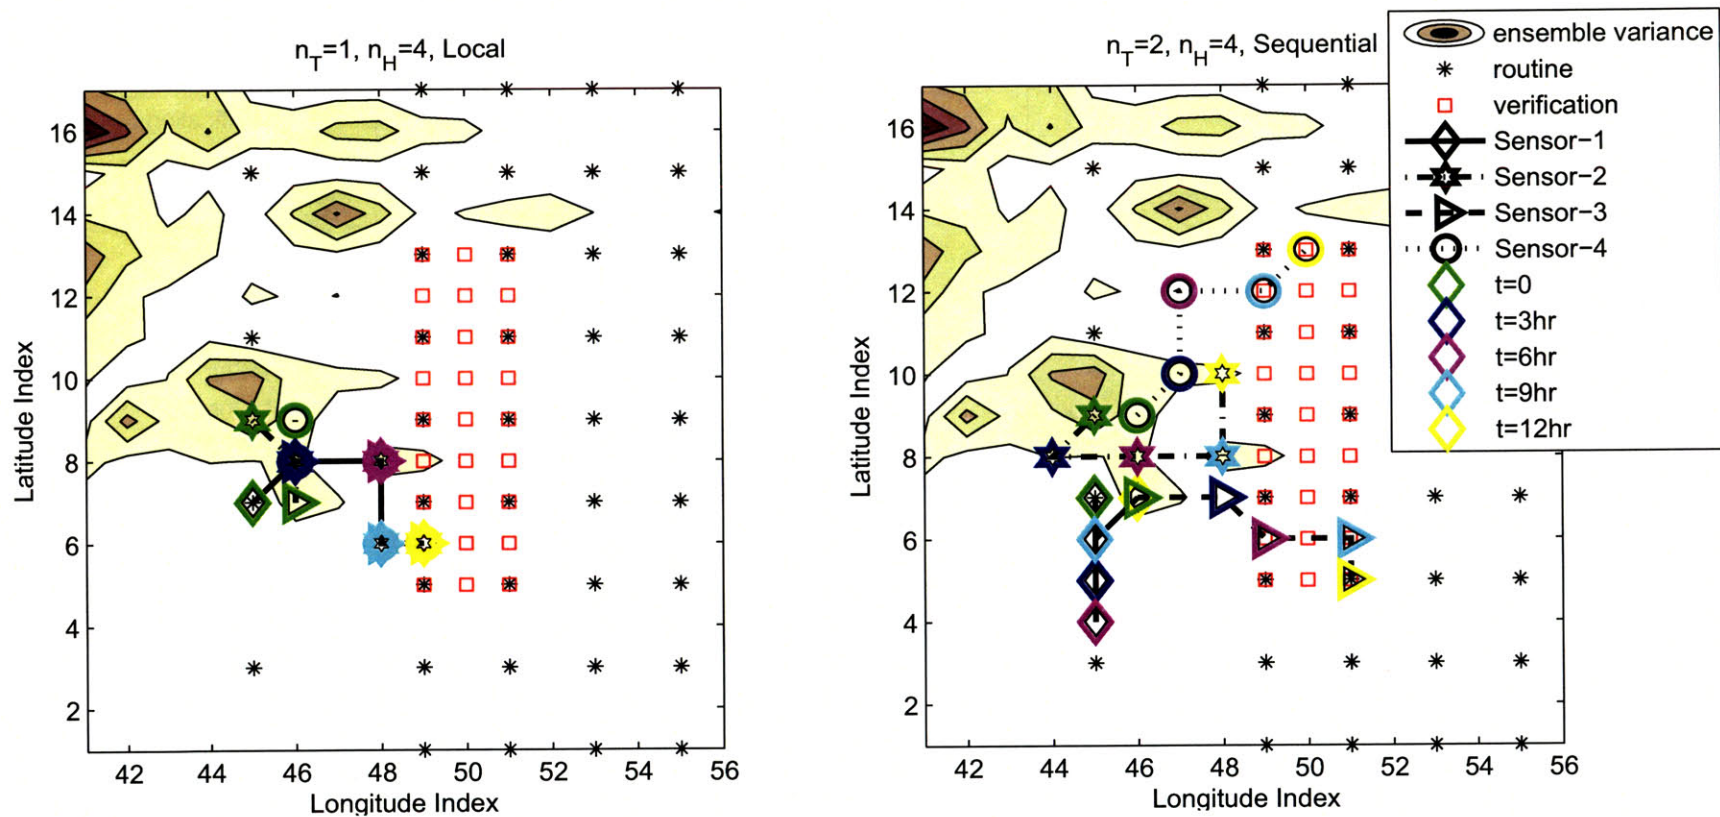 n_T=1, n_H=4, Local
16
14
12
10
8
6
4
2
42 44 46 48 50 52 54 56
Latitude Index
Longitude Index
n_T=2, n_H=4, Sequential
16
14
12
10
8
6
4
2
42 44 46 48 50 52 54 56
Latitude Index
Longitude Index
ensemble variance
routine
verification
Sensor−1
Sensor−2
Sensor−3
Sensor−4
t=0
t=3hr
t=6hr
t=9hr
t=12hr